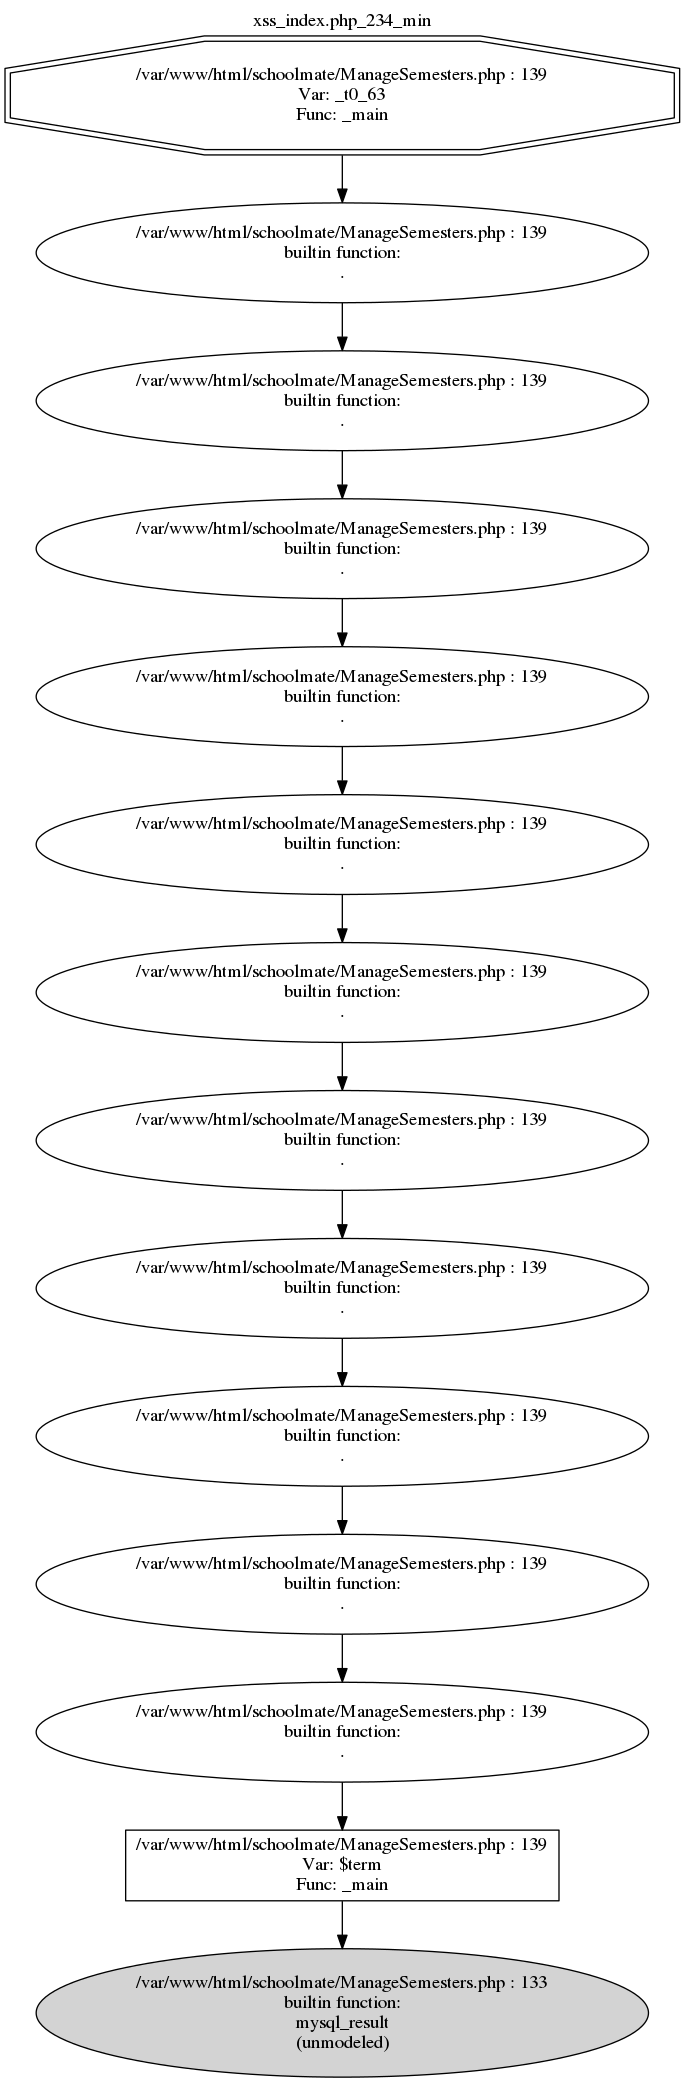 xss_index.php_234_min
/var/www/html/schoolmate/ManageSemesters.php : 139
Var: _t0_63
Func: _main
/var/www/html/schoolmate/ManageSemesters.php : 139
builtin function:
.
/var/www/html/schoolmate/ManageSemesters.php : 139
builtin function:
.
/var/www/html/schoolmate/ManageSemesters.php : 139
builtin function:
.
/var/www/html/schoolmate/ManageSemesters.php : 139
builtin function:
.
/var/www/html/schoolmate/ManageSemesters.php : 139
builtin function:
.
/var/www/html/schoolmate/ManageSemesters.php : 139
builtin function:
.
/var/www/html/schoolmate/ManageSemesters.php : 139
builtin function:
.
/var/www/html/schoolmate/ManageSemesters.php : 139
builtin function:
.
/var/www/html/schoolmate/ManageSemesters.php : 139
builtin function:
.
/var/www/html/schoolmate/ManageSemesters.php : 139
builtin function:
.
/var/www/html/schoolmate/ManageSemesters.php : 139
builtin function:
.
/var/www/html/schoolmate/ManageSemesters.php : 139
Var: $term
Func: _main
/var/www/html/schoolmate/ManageSemesters.php : 133
builtin function:
mysql_result
(unmodeled)